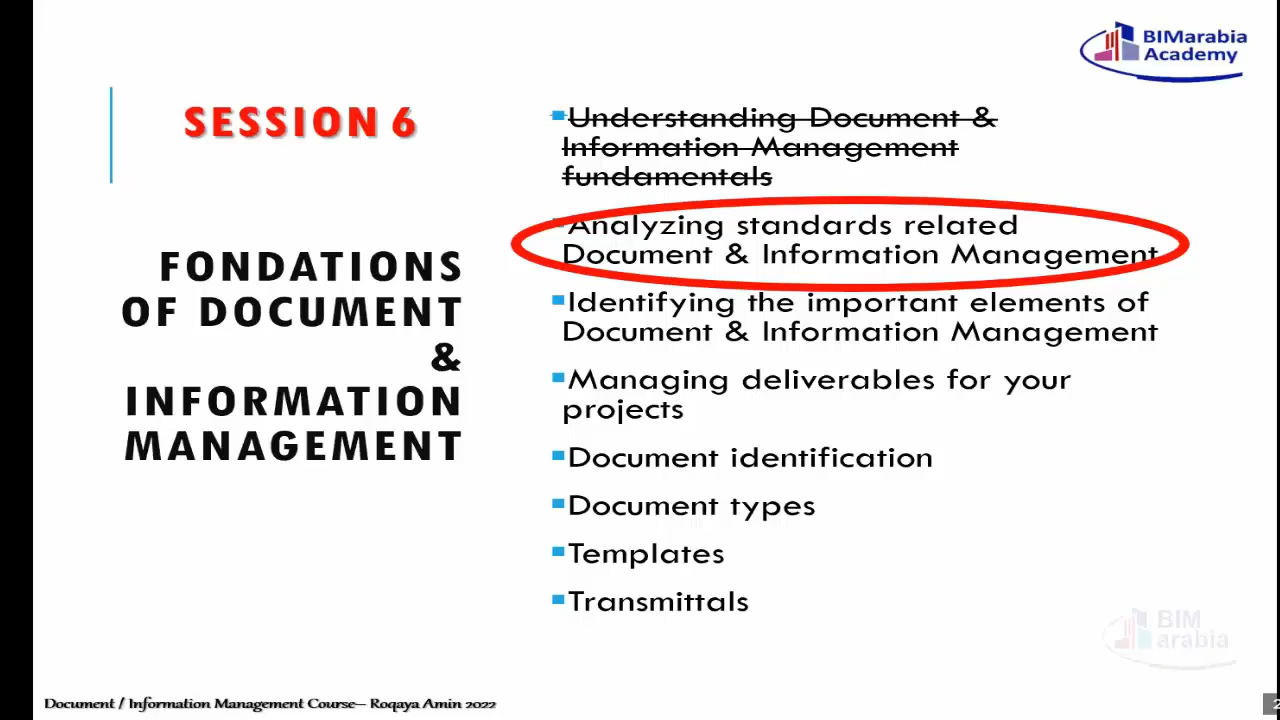 BIMarabia
Academy
SESSION 6
FONDATIONS
OF DOCUMENT
&
INFORMATION
MANAGEMENT
Understanding Document &
Information Management
fundamentals
Analyzing standards related
Document & Information Management
Identifying the important elements of
Document & Information Management
Managing deliverables for your
projects
Document identification
Document types
Templates
Transmittals
BIM
arabia
Document / Information Management Course– Roqaya Amin 2022
2